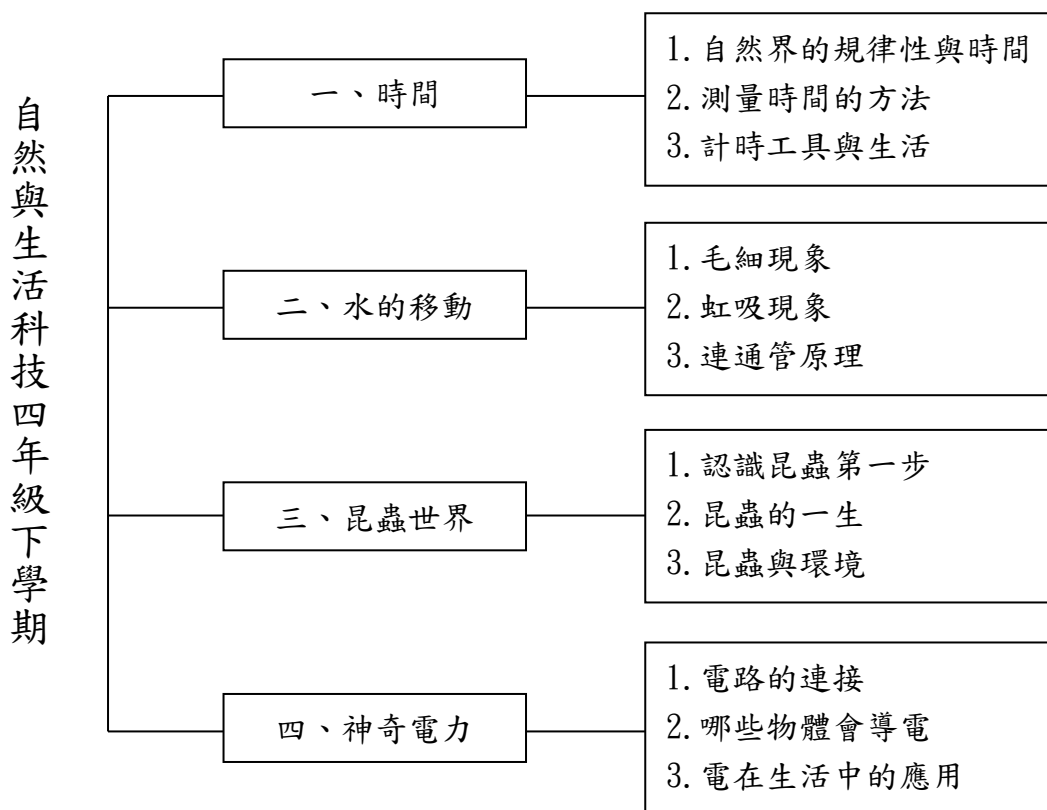 自然與生活科技四年級下學期
一、時間
1.自然界的規律性與時間
2.測量時間的方法
3.計時工具與生活
二、水的移動
1.毛細現象
2.虹吸現象
3.連通管原理
三、昆蟲世界
1.認識昆蟲第一步
2.昆蟲的一生
3.昆蟲與環境
四、神奇電力
1.電路的連接
2.哪些物體會導電
3.電在生活中的應用